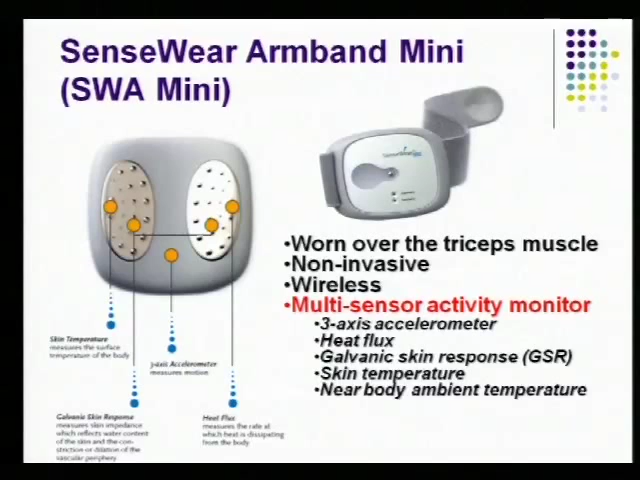 SenseWear Armband Mini
(SWA Mini)
•Worn over the triceps muscle
•Non-invasive
•Wireless
•Multi-sensor activity monitor
•3-axis accelerometer
•Heat flux
•Galvanic skin response (GSR)
•Skin temperature
•Near body ambient temperature
Skin Temperature
measures the surface
temperature of the body
3-axis Accelerometer
measures motion
Galvanic Skin Response
measures skin impedance
which reflects water content
of the skin and the con-
striction or dilation of the
vascular periphery
Heat Flux
measures the rate at
which heat is dissipating
from the body